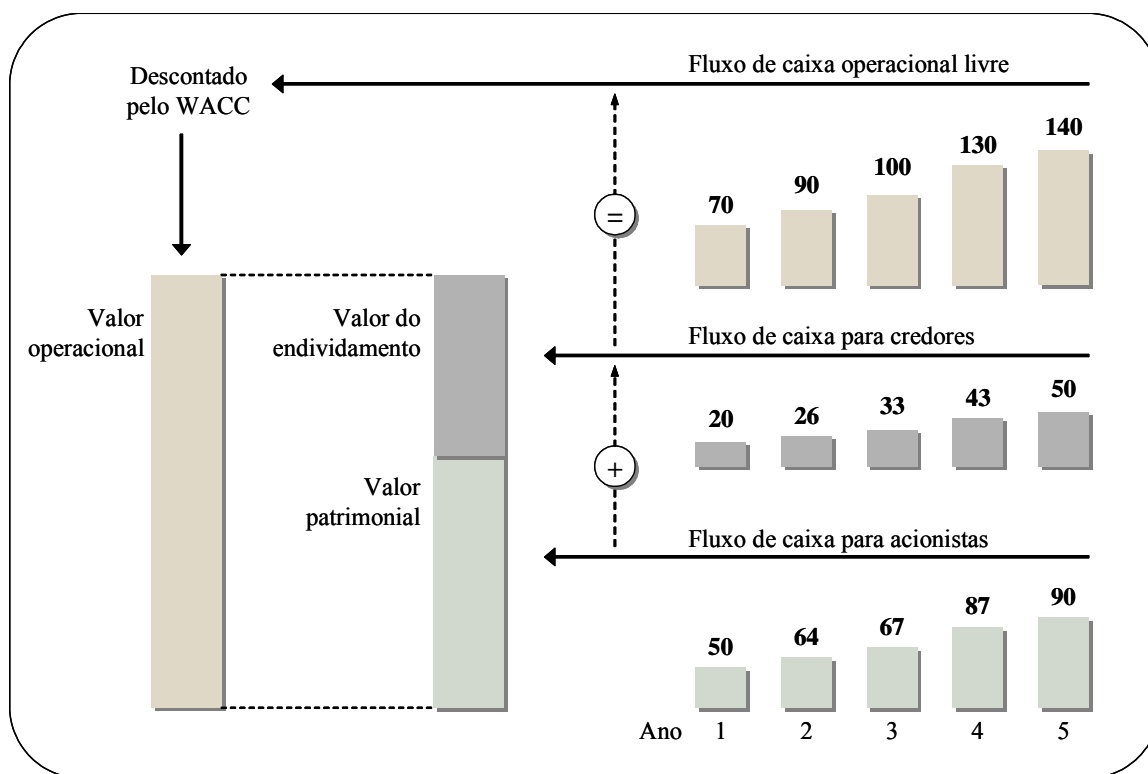 Descontado
pelo WACC
Fluxo de caixa operacional livre
70 90 100 130 140
=
Valor
operacional
Valor do
endividamento
Fluxo de caixa para credores
20 26 33 43 50
+
Valor
patrimonial
Fluxo de caixa para acionistas
50 64 67 87 90
Ano 1 2 3 4 5